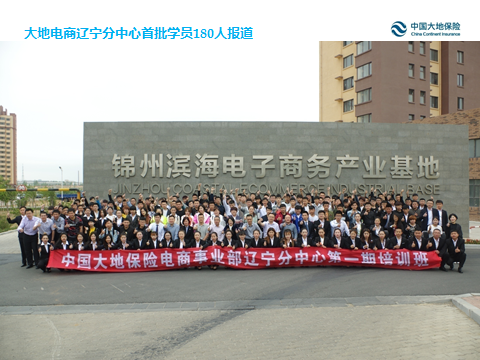 大地电商辽宁分中心首批学员180人报道
中国大地保险
China Continent Insurance
锦州滨海电子商务产业基地
JINZHOU COASTAL E-COMMERCE INDUSTRIAL BASE
中国大地保险电商事业部辽宁分中心第一期培训班